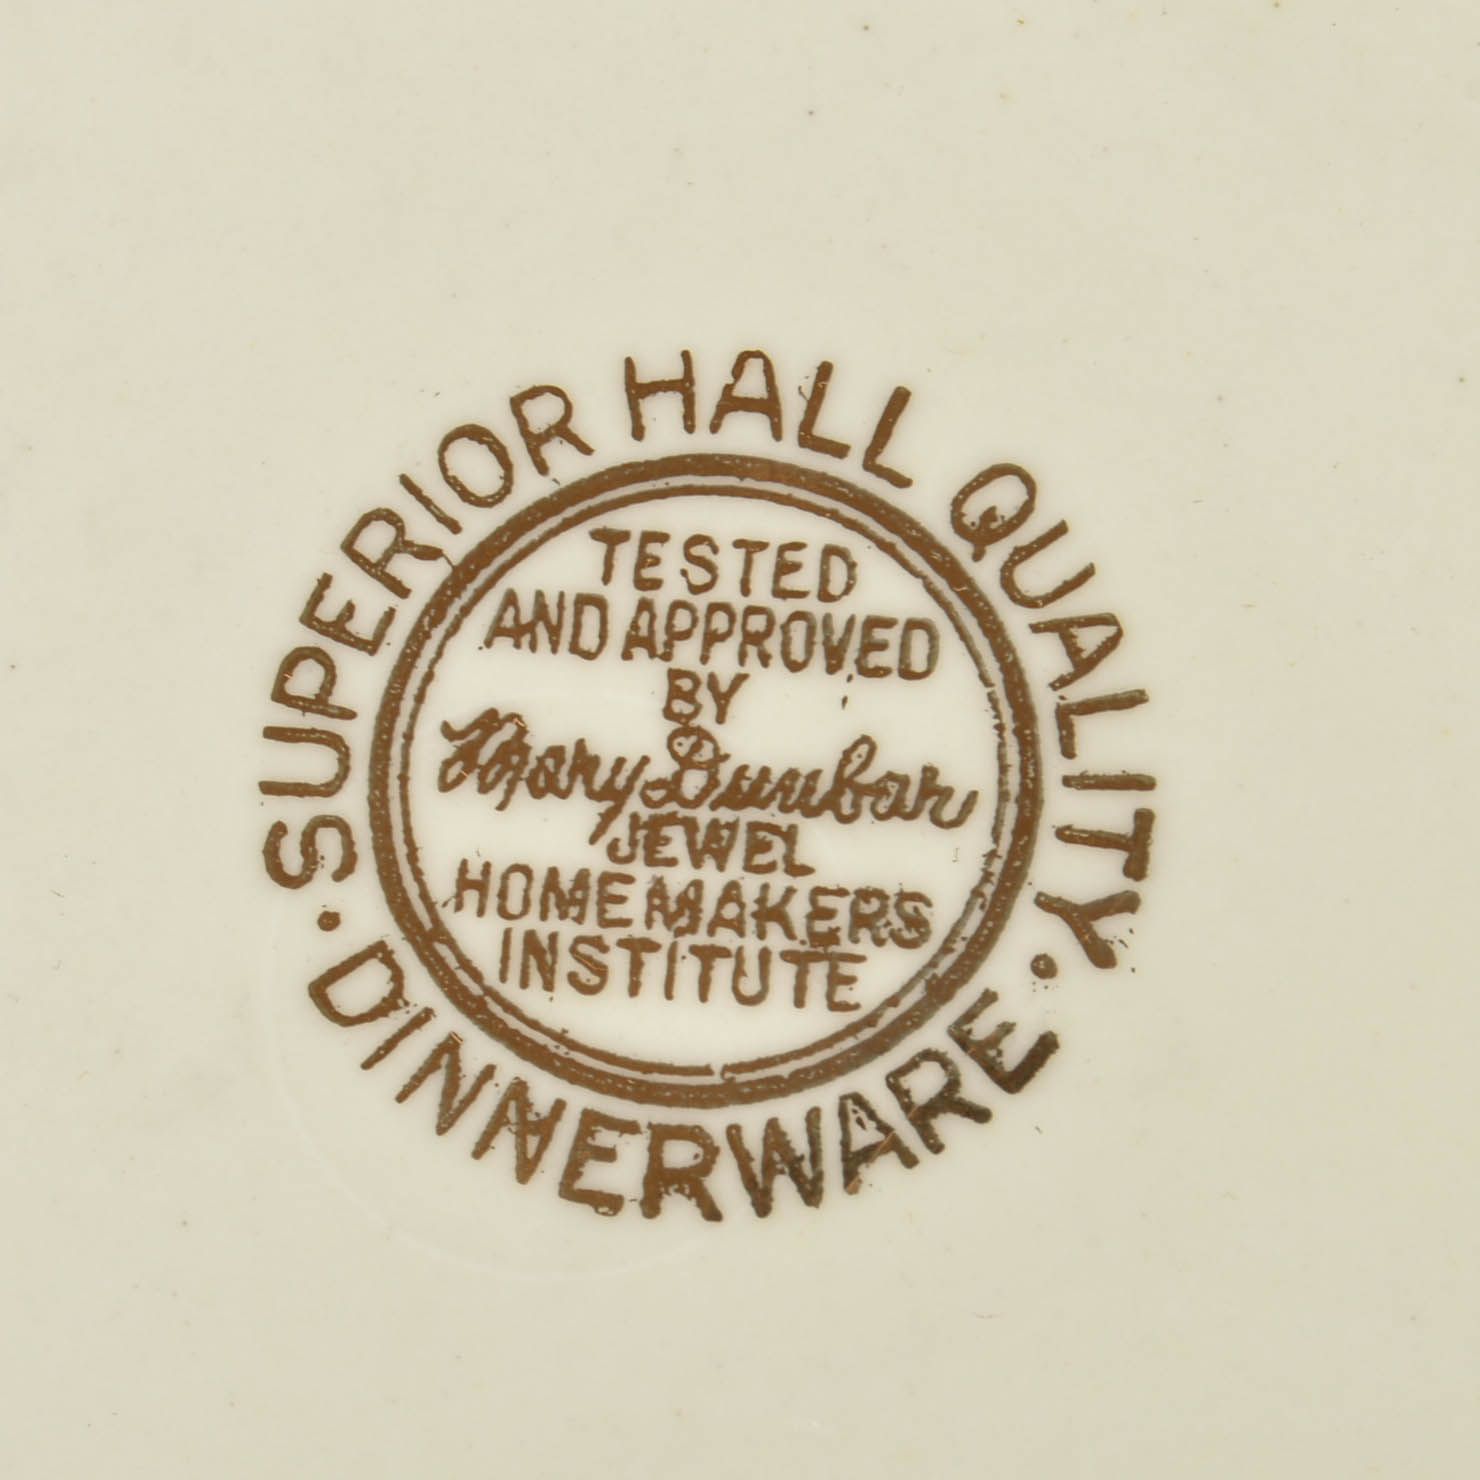 SUPERIOR HALL QUALITY
· DINNERWARE ·
TESTED
AND APPROVED
BY
Mary Dunbar
JEWEL
HOMEMAKERS
INSTITUTE